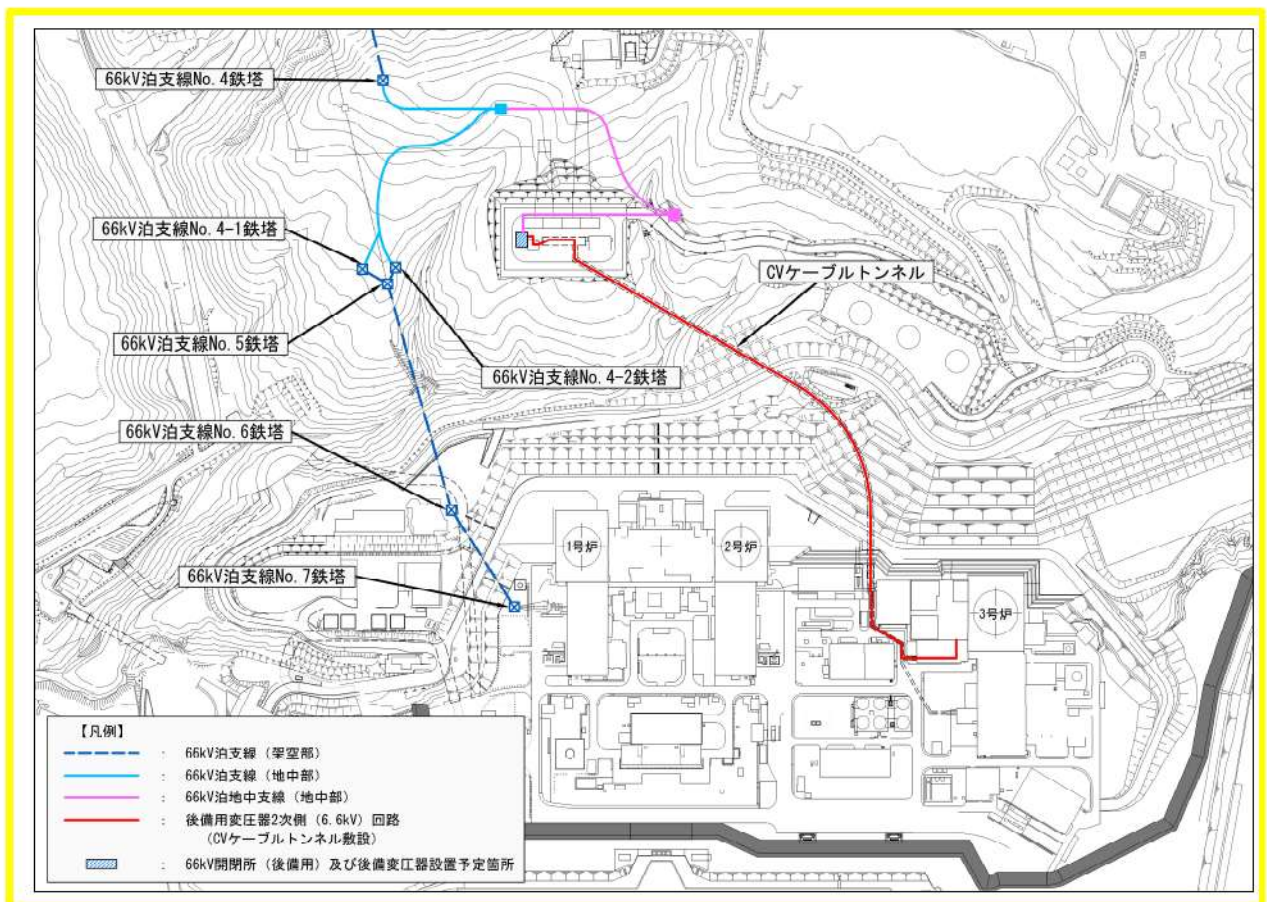 66kV泊支線No. 4鉄塔
66kV泊支線No. 4-1鉄塔
CVケーブルトンネル
66kV泊支線No. 5鉄塔
66kV泊支線No. 4-2鉄塔
66kV泊支線No. 6鉄塔
1号炉
2号炉
66kV泊支線No. 7鉄塔
3号炉
【凡例】
： 66kV泊支線（架空部）
： 66kV泊支線（地中部）
： 66kV泊地中支線（地中部）
： 後備用変圧器2次側（6.6kV）回路
（CVケーブルトンネル敷設）
： 66kV開閉所（後備用）及び後備変圧器設置予定箇所